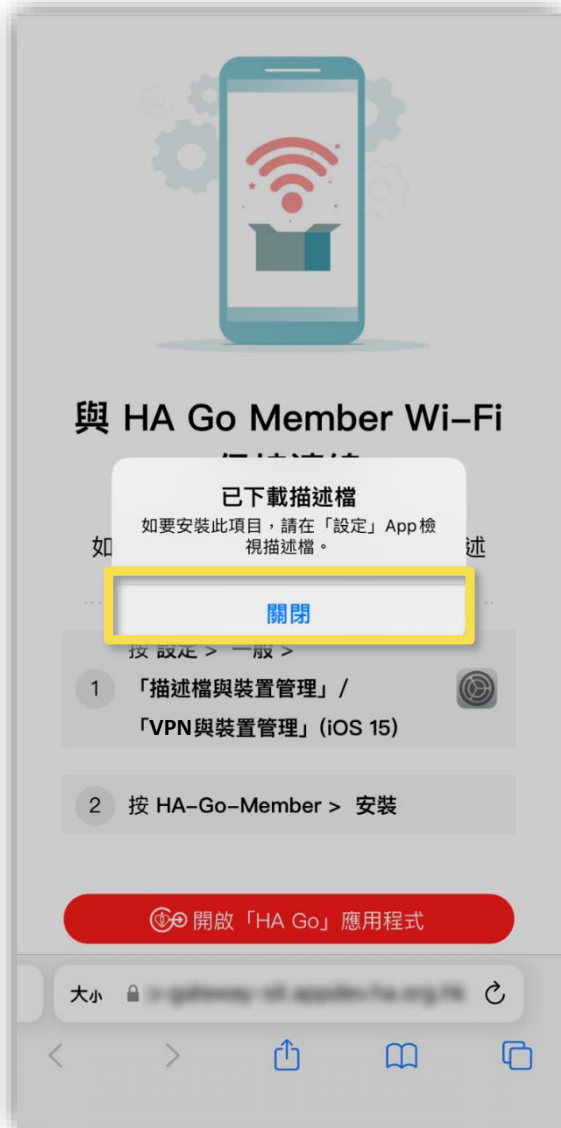 與 HA Go Member Wi-Fi
已下載描述檔
如要安裝此項目，請在「設定」App 檢
視描述檔。
如
述
關閉
按 設定 > 一般 >
1 「描述檔與裝置管理」/
「VPN與裝置管理」(iOS 15)
2 按 HA-Go-Member > 安裝
開啟「HA Go」應用程式
大小